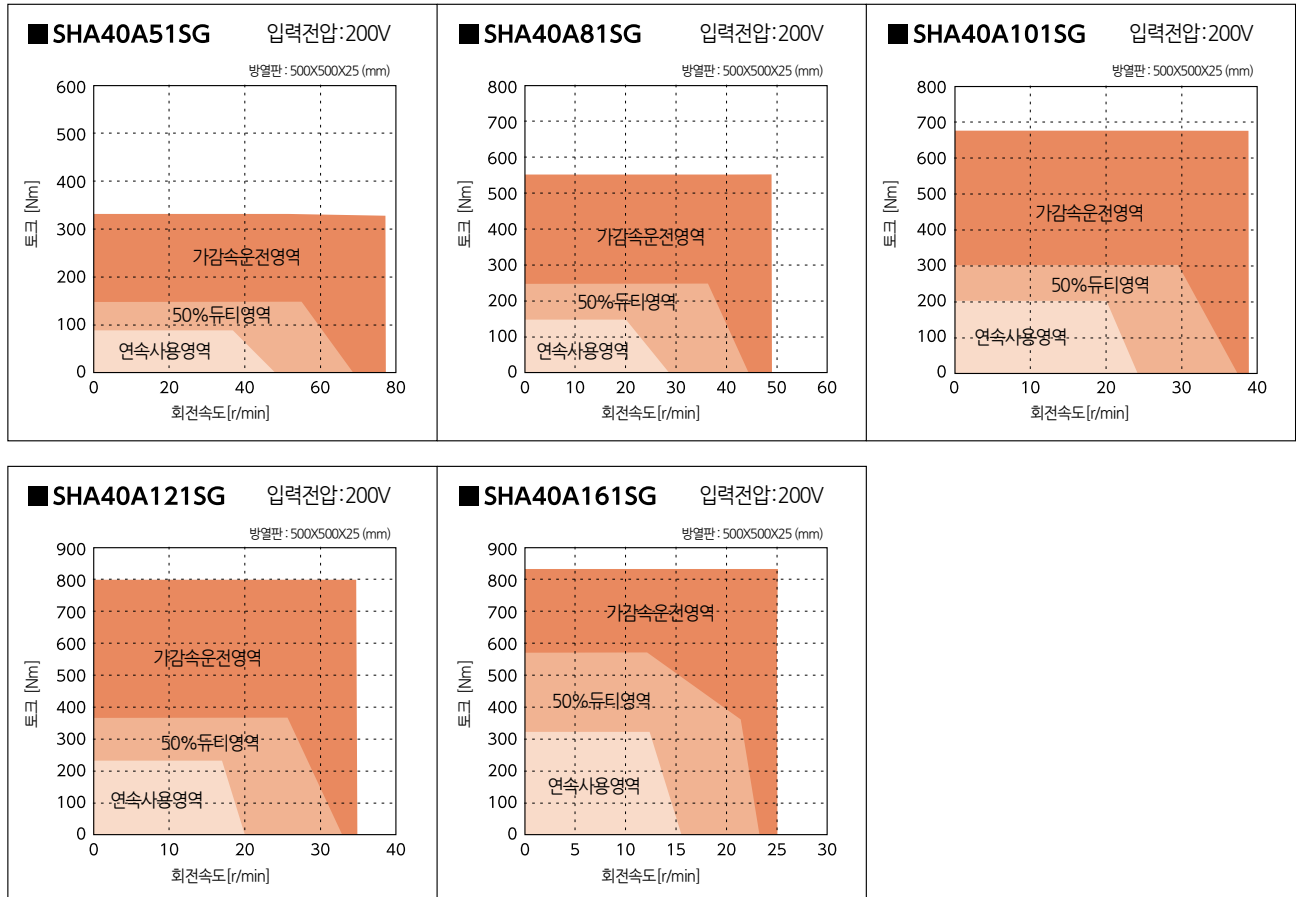 ■ SHA40A51SG 입력전압:200V
방열판 : 500X500X25 (mm)
600
500
400
300
200
100
0
토크 [Nm]
가감속운전영역
50%듀티영역
연속사용영역
0 20 40 60 80
회전속도[r/min]
■ SHA40A81SG 입력전압:200V
방열판 : 500X500X25 (mm)
800
700
600
500
400
300
200
100
0
토크 [Nm]
가감속운전영역
50%듀티영역
연속사용영역
0 10 20 30 40 50 60
회전속도[r/min]
■ SHA40A101SG 입력전압:200V
방열판 : 500X500X25 (mm)
800
700
600
500
400
300
200
100
0
토크 [Nm]
가감속운전영역
50%듀티영역
연속사용영역
0 10 20 30 40
회전속도[r/min]
■ SHA40A121SG 입력전압:200V
방열판 : 500X500X25 (mm)
900
800
700
600
500
400
300
200
100
0
토크 [Nm]
가감속운전영역
50%듀티영역
연속사용영역
0 10 20 30 40
회전속도[r/min]
■ SHA40A161SG 입력전압:200V
방열판 : 500X500X25 (mm)
900
800
700
600
500
400
300
200
100
0
토크 [Nm]
가감속운전영역
50%듀티영역
연속사용영역
0 5 10 15 20 25 30
회전속도[r/min]